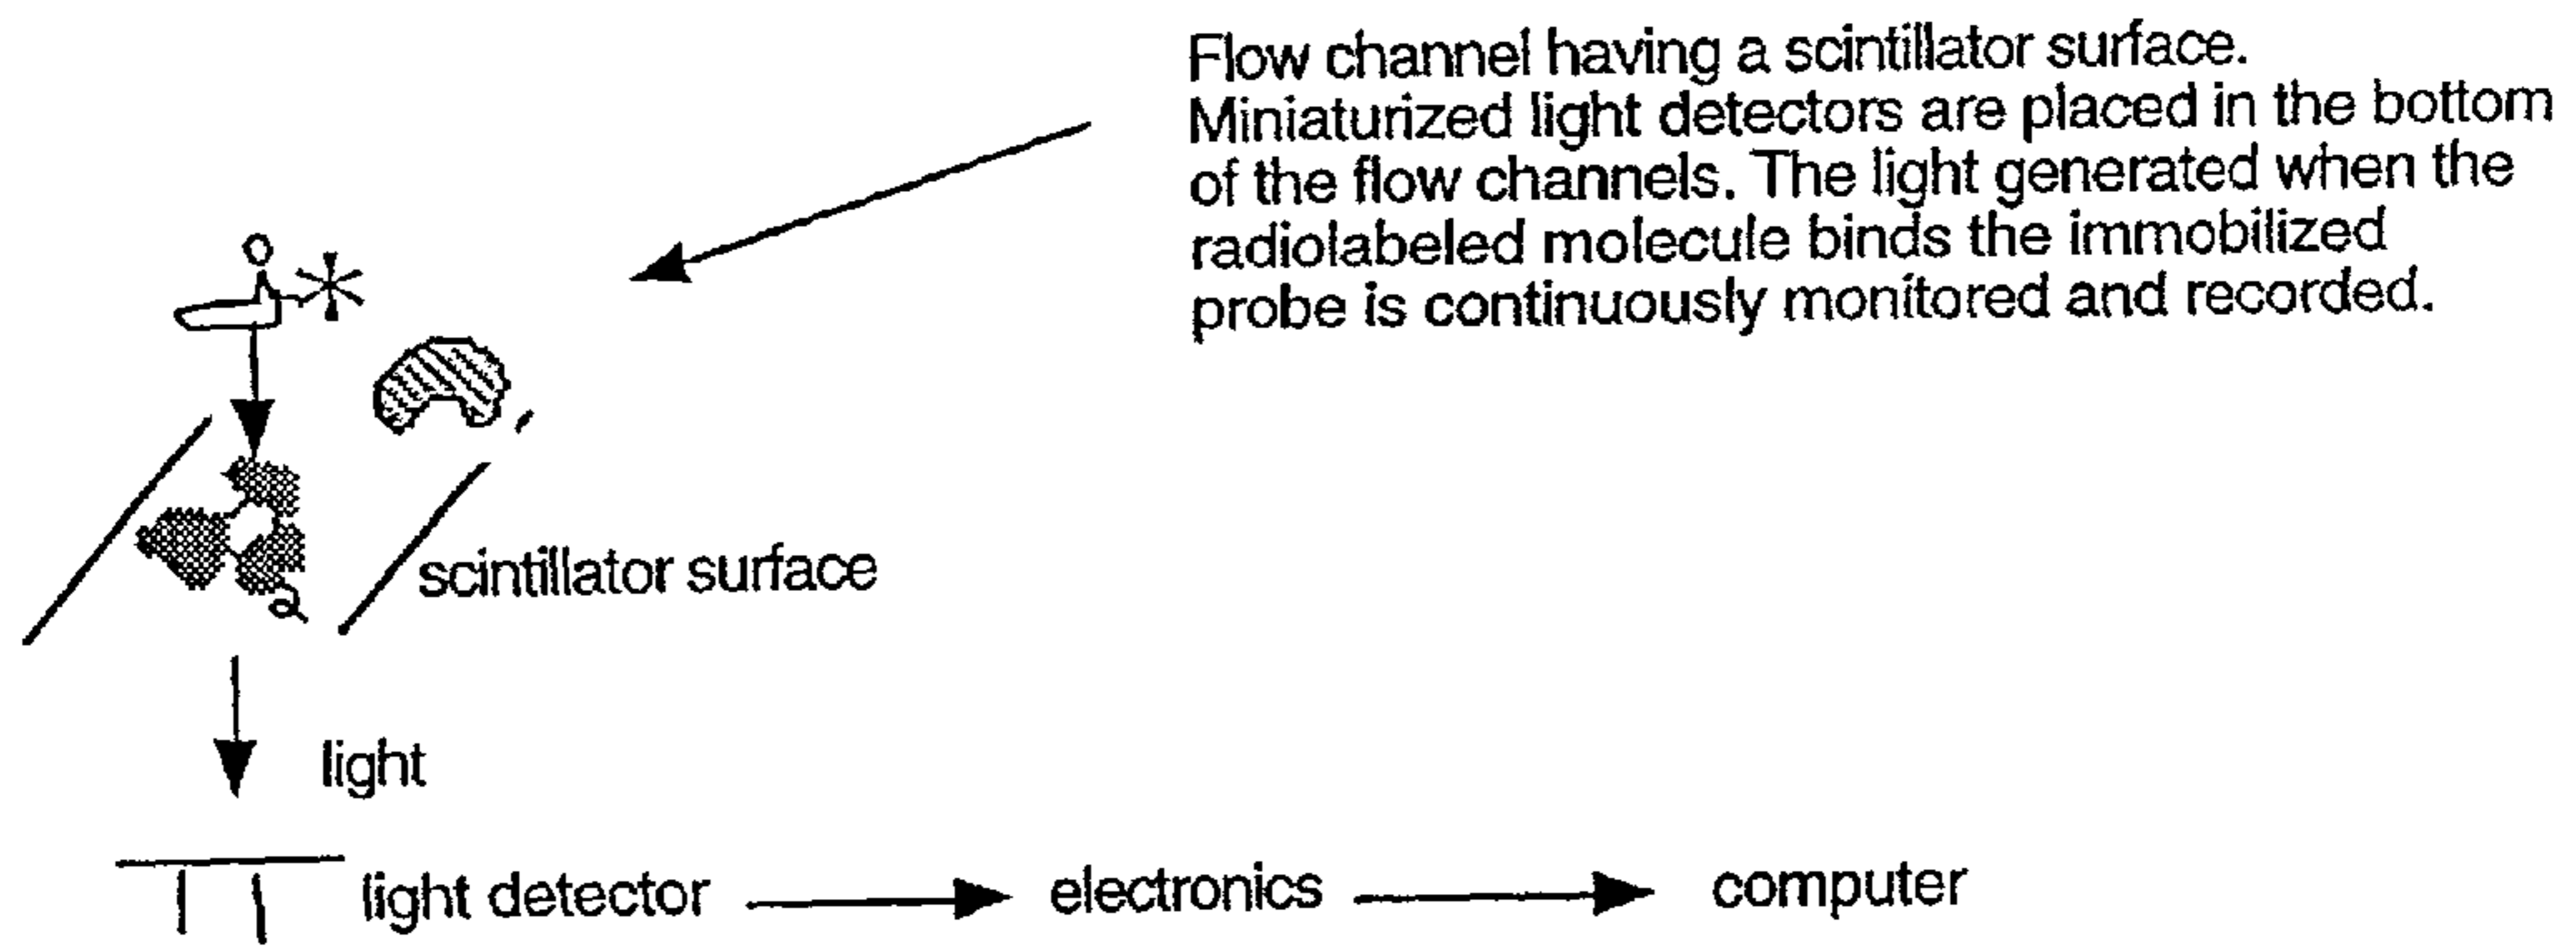 Flow channel having a scintillator surface.
Miniaturized light detectors are placed in the bottom
of the flow channels. The light generated when the
radiolabeled molecule binds the immobilized
probe is continuously monitored and recorded.
scintillator surface
light
light detector electronics computer